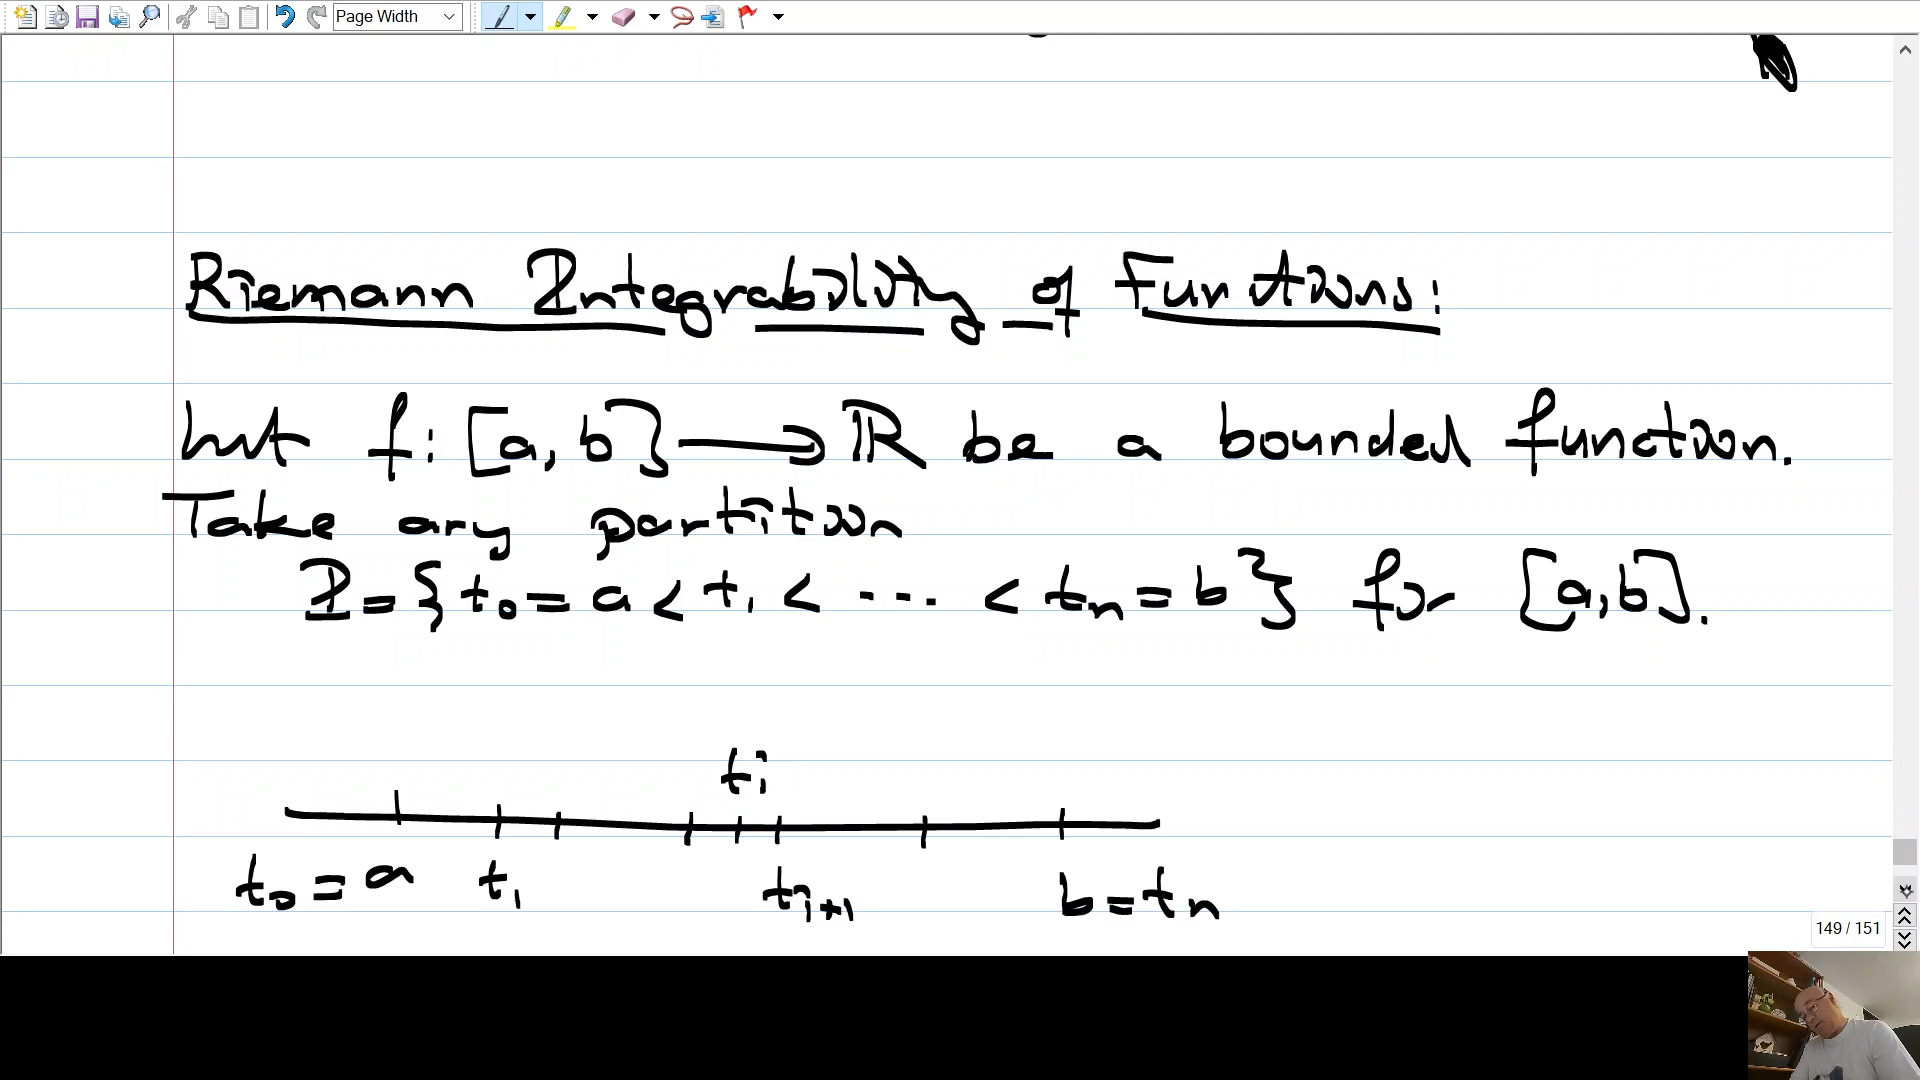 Page Width
Riemann Integrability of Functions:
Let f: [a, b] → ℝ be a bounded function.
Take any partition
P = { t₀ = a < t₁ < ... < tₙ = b } for [a, b].
tᵢ
t₀ = a t₁ tᵢ₊₁ b = tₙ
149 / 151